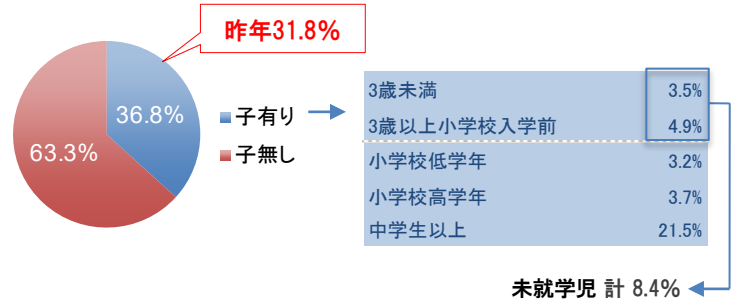 昨年31.8%
36.8%
63.3%
子有り
子無し
3歳未満 3.5%
3歳以上小学校入学前 4.9%
小学校低学年 3.2%
小学校高学年 3.7%
中学生以上 21.5%
未就学児 計 8.4%